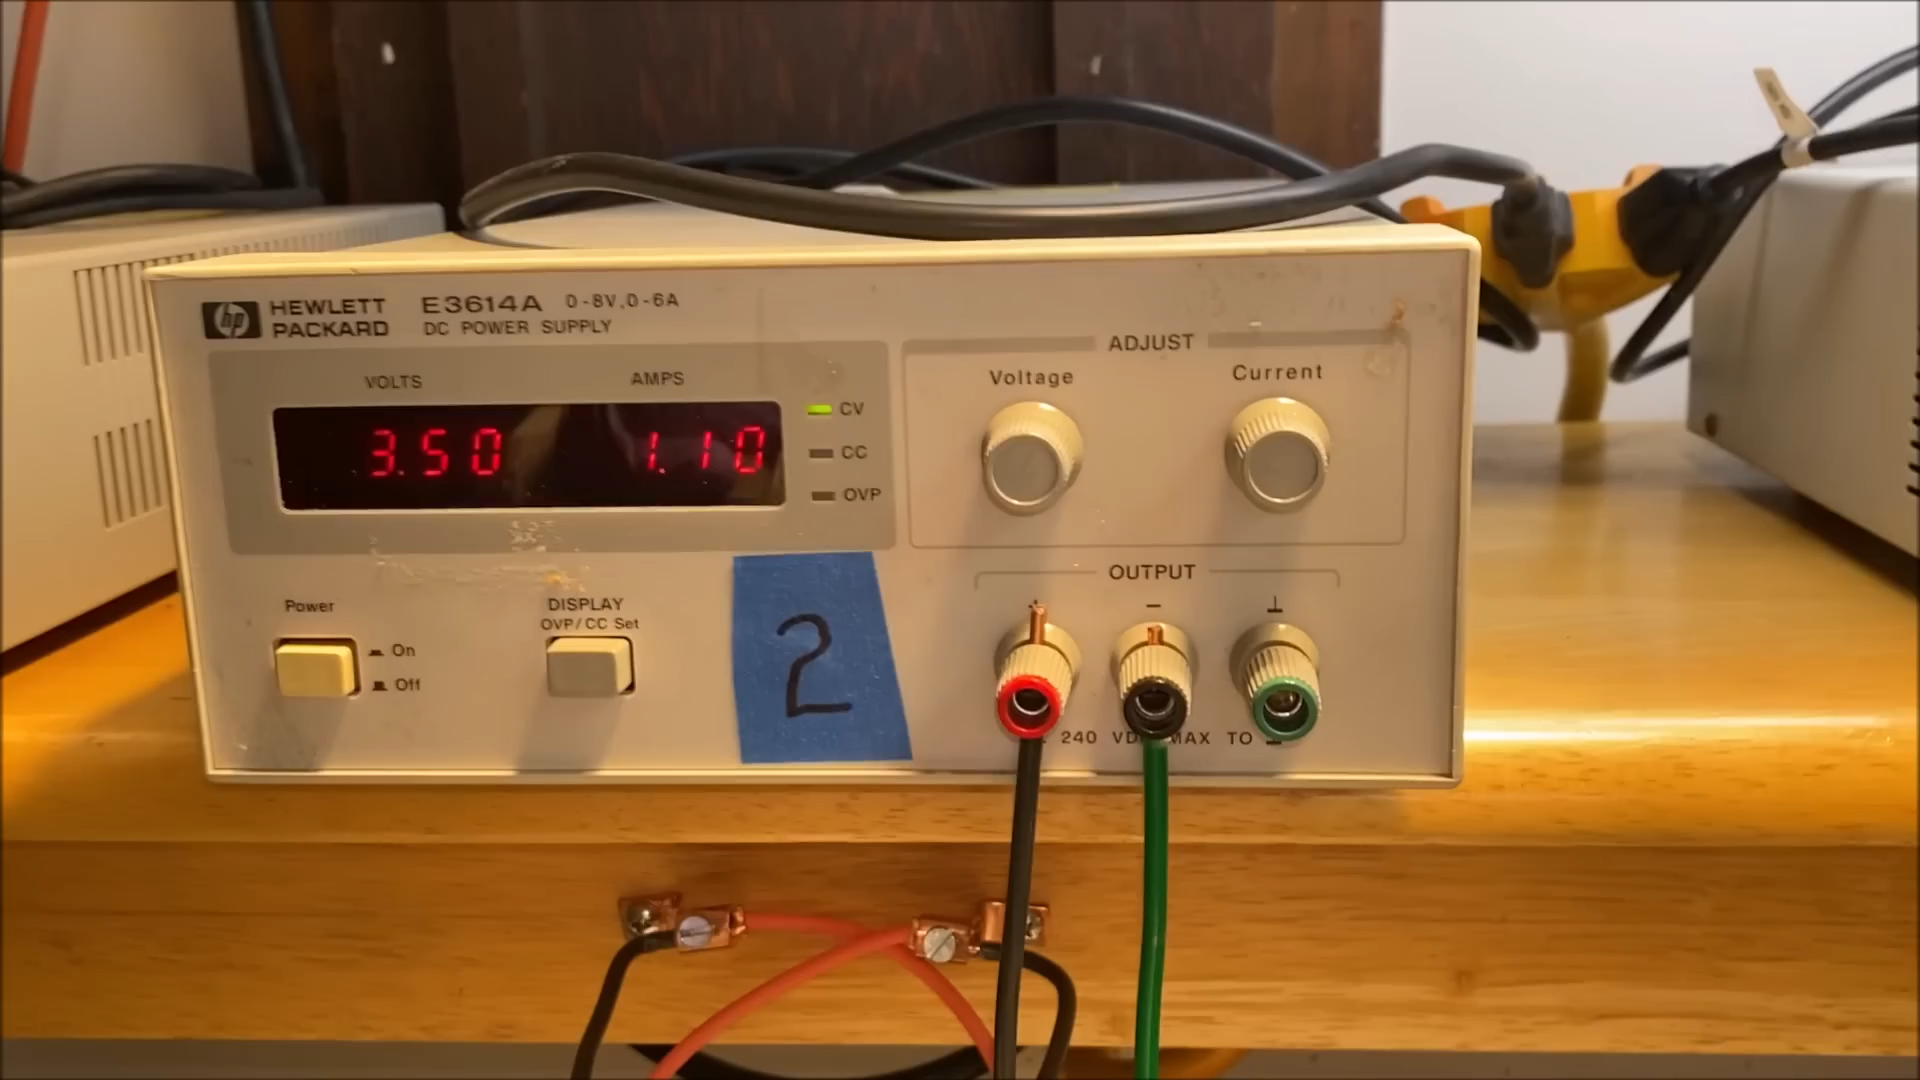 hp HEWLETT PACKARD E3614A 0-8V,0-6A
DC POWER SUPPLY
VOLTS AMPS
3.50 1.10
CV
CC
OVP
ADJUST
Voltage Current
Power
On
Off
DISPLAY
OVP/CC Set
2
OUTPUT
+ − ⊥
240 VD MAX TO